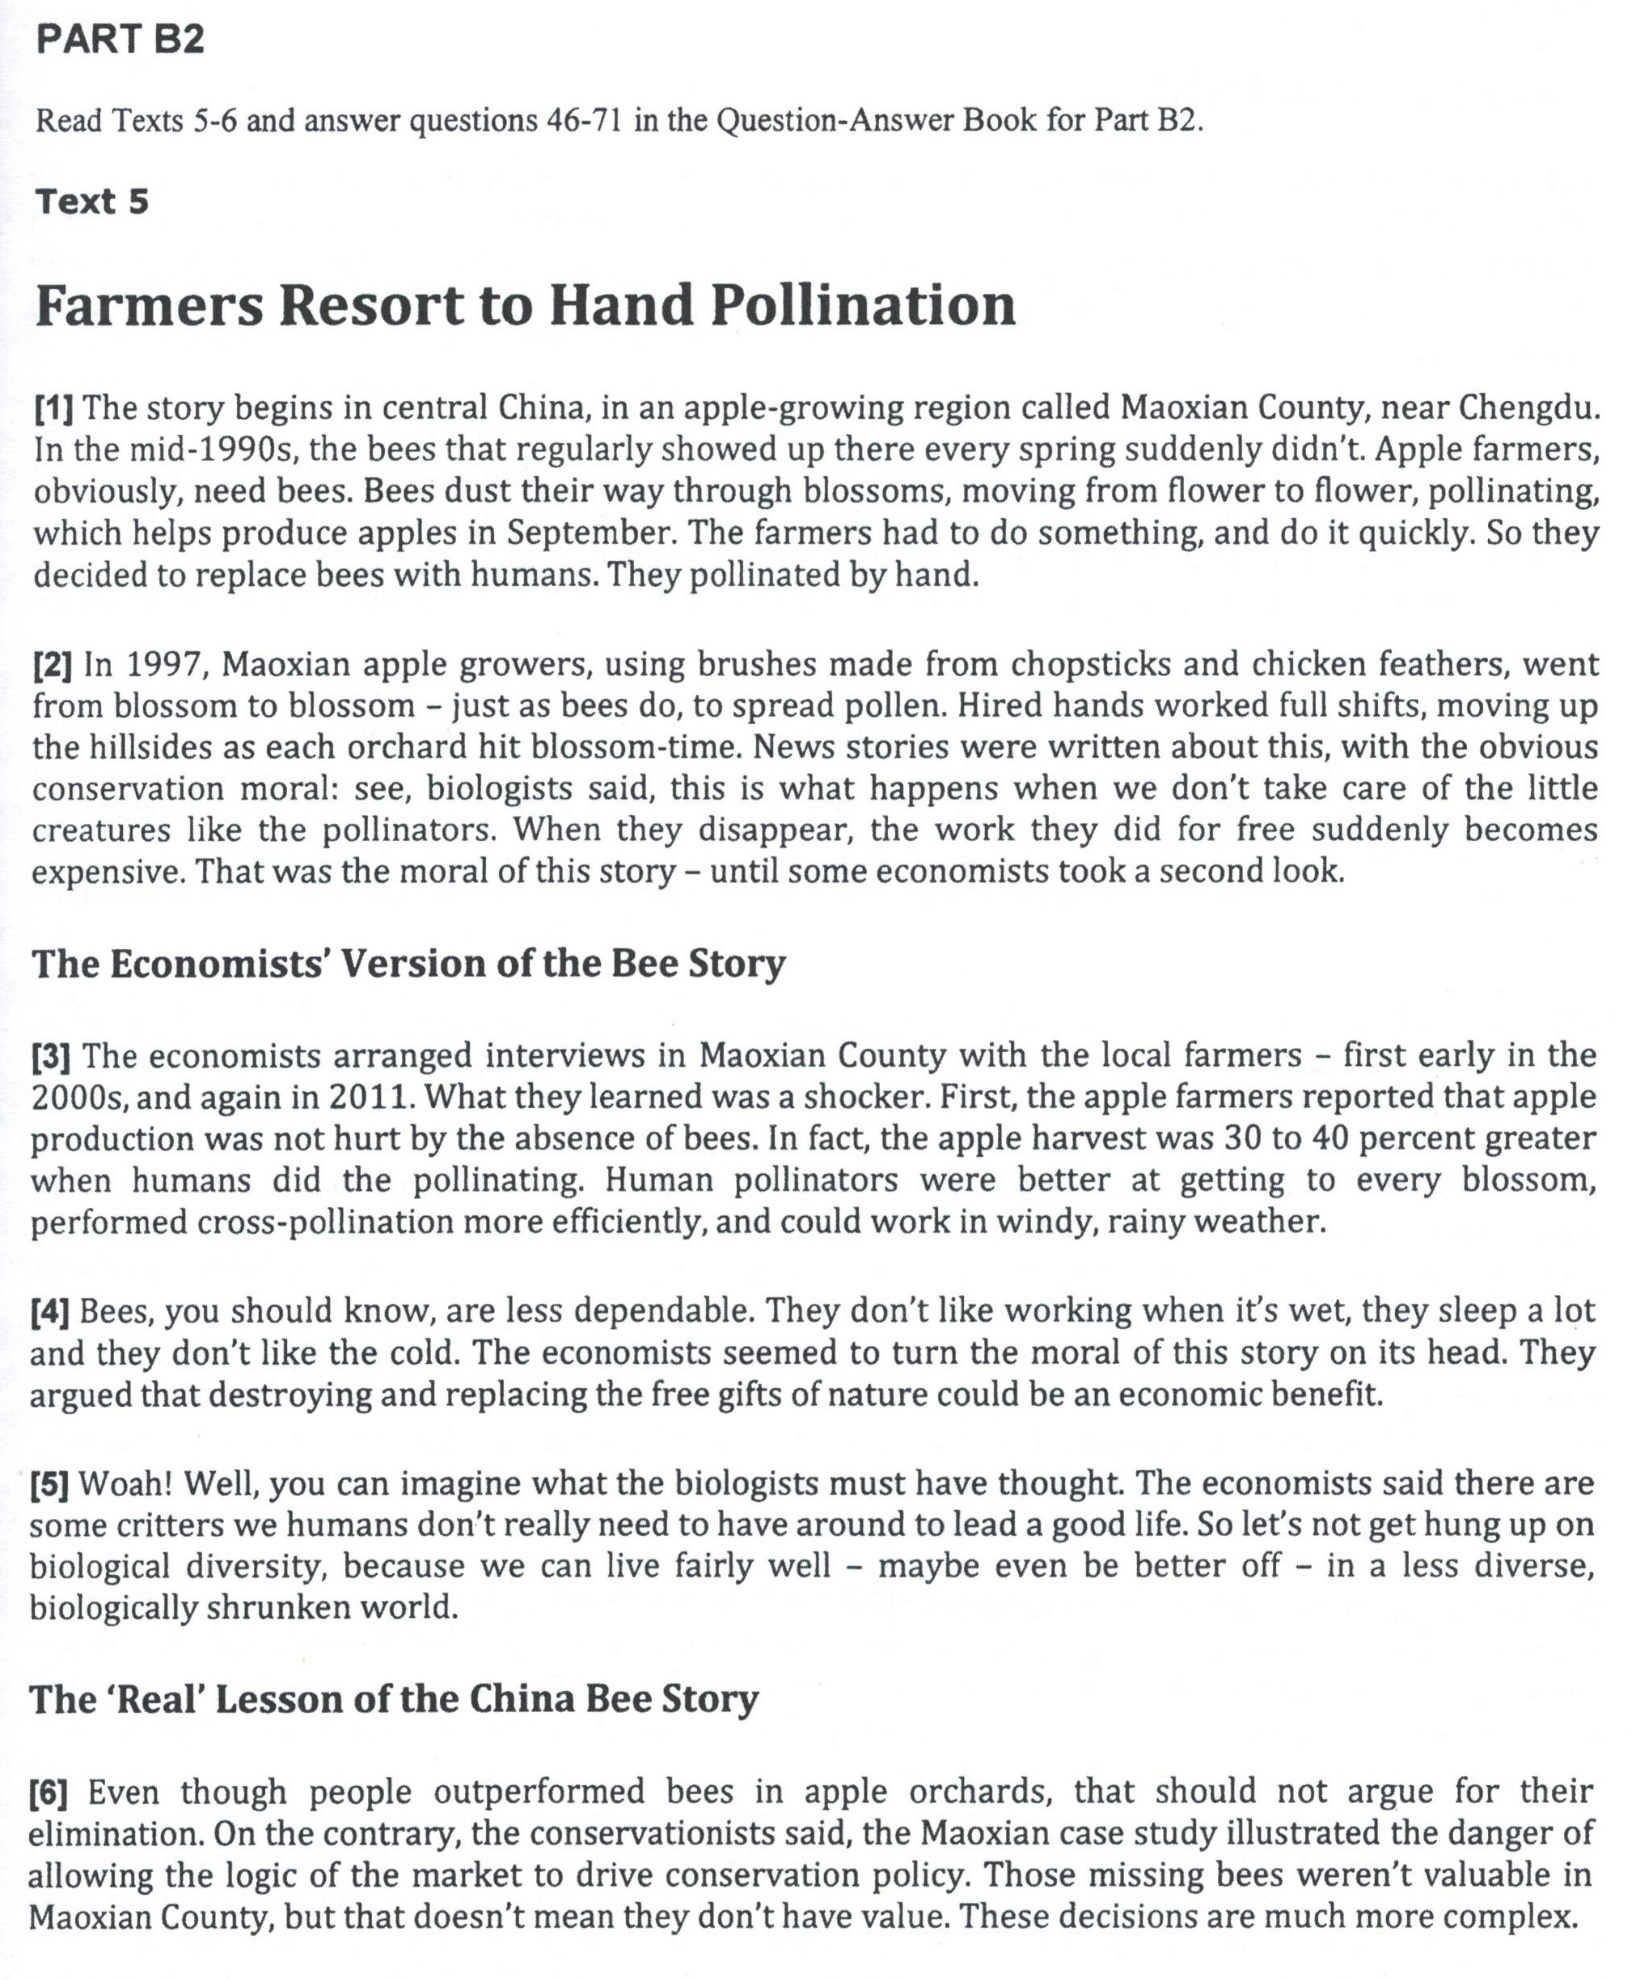 PART B2
Read Texts 5-6 and answer questions 46-71 in the Question-Answer Book for Part B2.
Text 5
Farmers Resort to Hand Pollination
[1] The story begins in central China, in an apple-growing region called Maoxian County, near Chengdu.
In the mid-1990s, the bees that regularly showed up there every spring suddenly didn't. Apple farmers,
obviously, need bees. Bees dust their way through blossoms, moving from flower to flower, pollinating,
which helps produce apples in September. The farmers had to do something, and do it quickly. So they
decided to replace bees with humans. They pollinated by hand.
[2] In 1997, Maoxian apple growers, using brushes made from chopsticks and chicken feathers, went
from blossom to blossom – just as bees do, to spread pollen. Hired hands worked full shifts, moving up
the hillsides as each orchard hit blossom-time. News stories were written about this, with the obvious
conservation moral: see, biologists said, this is what happens when we don't take care of the little
creatures like the pollinators. When they disappear, the work they did for free suddenly becomes
expensive. That was the moral of this story – until some economists took a second look.
The Economists' Version of the Bee Story
[3] The economists arranged interviews in Maoxian County with the local farmers – first early in the
2000s, and again in 2011. What they learned was a shocker. First, the apple farmers reported that apple
production was not hurt by the absence of bees. In fact, the apple harvest was 30 to 40 percent greater
when humans did the pollinating. Human pollinators were better at getting to every blossom,
performed cross-pollination more efficiently, and could work in windy, rainy weather.
[4] Bees, you should know, are less dependable. They don't like working when it's wet, they sleep a lot
and they don't like the cold. The economists seemed to turn the moral of this story on its head. They
argued that destroying and replacing the free gifts of nature could be an economic benefit.
[5] Woah! Well, you can imagine what the biologists must have thought. The economists said there are
some critters we humans don't really need to have around to lead a good life. So let's not get hung up on
biological diversity, because we can live fairly well – maybe even be better off – in a less diverse,
biologically shrunken world.
The 'Real' Lesson of the China Bee Story
[6] Even though people outperformed bees in apple orchards, that should not argue for their
elimination. On the contrary, the conservationists said, the Maoxian case study illustrated the danger of
allowing the logic of the market to drive conservation policy. Those missing bees weren't valuable in
Maoxian County, but that doesn't mean they don't have value. These decisions are much more complex.